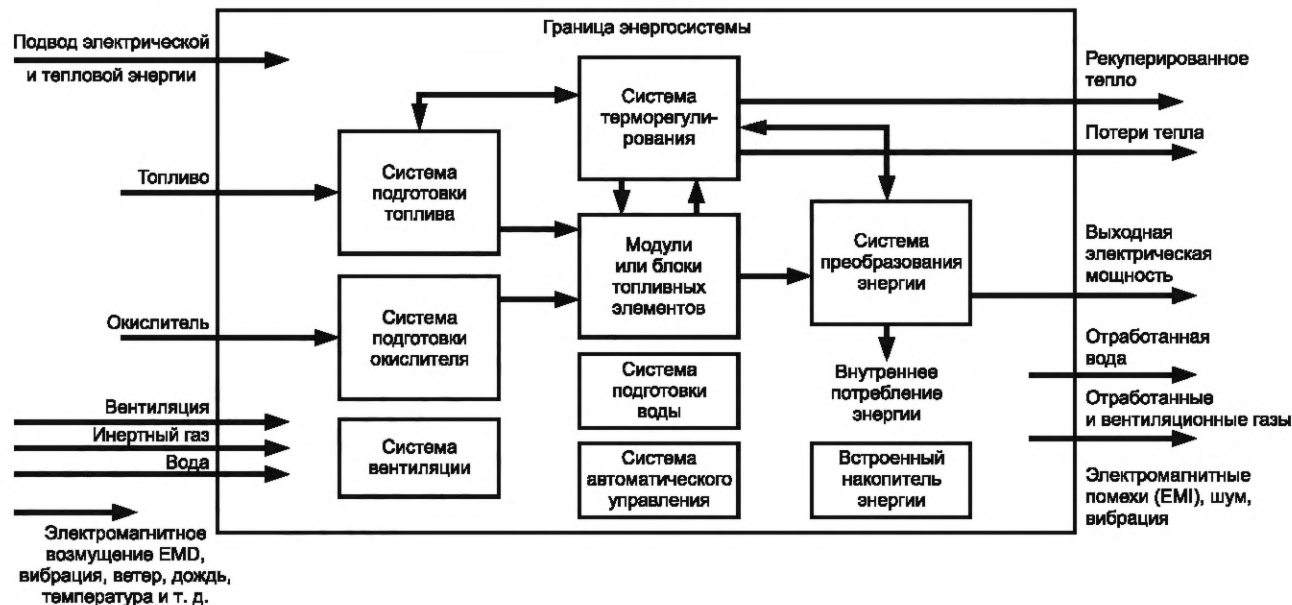 Граница энергосистемы
Подвод электрической
и тепловой энергии
Топливо
Окислитель
Вентиляция
Инертный газ
Вода
Электромагнитное
возмущение EMD,
вибрация, ветер, дождь,
температура и т. д.
Система
подготовки
топлива
Система
подготовки
окислителя
Система
вентиляции
Система
терморегули-
рования
Модули
или блоки
топливных
элементов
Система
подготовки
воды
Система
автоматического
управления
Система
преобразования
энергии
Внутреннее
потребление
энергии
Встроенный
накопитель
энергии
Рекуперированное
тепло
Потери тепла
Выходная
электрическая
мощность
Отработанная
вода
Отработанные
и вентиляционные газы
Электромагнитные
помехи (EMI), шум,
вибрация